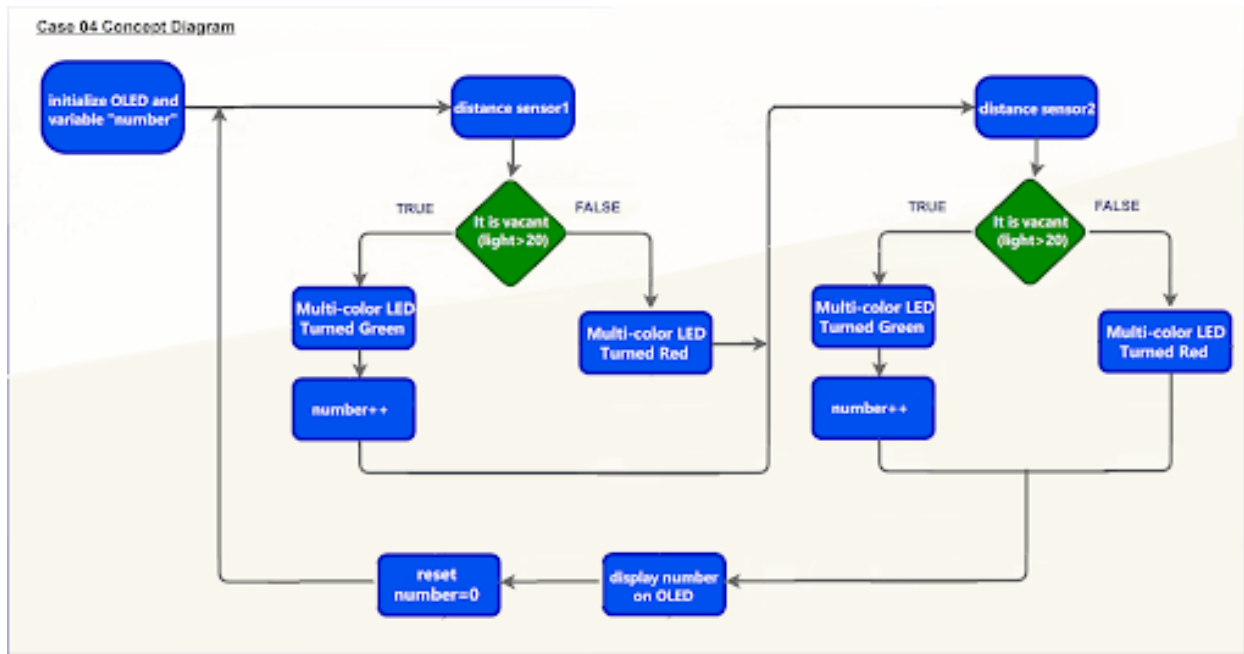 Case 04 Concept Diagram
initialize OLED and
variable "number"
distance sensor1
It is vacant
(light>20)
TRUE
FALSE
Multi-color LED
Turned Green
number++
Multi-color LED
Turned Red
distance sensor2
It is vacant
(light>20)
TRUE
FALSE
Multi-color LED
Turned Green
number++
Multi-color LED
Turned Red
display number
on OLED
reset
number=0